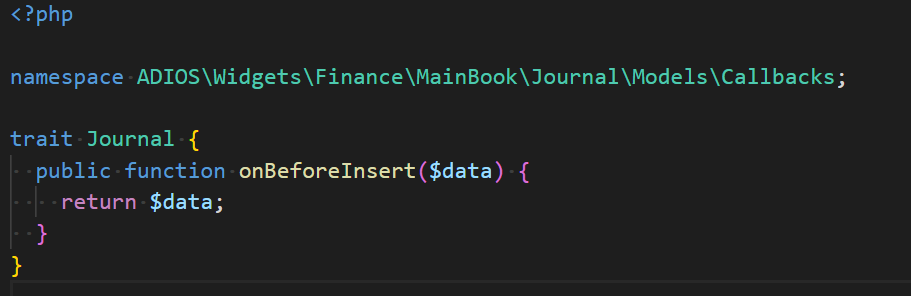 <?php
namespace ADIOS\Widgets\Finance\MainBook\Journal\Models\Callbacks;
trait Journal {
  public function onBeforeInsert($data) {
    return $data;
  }
}